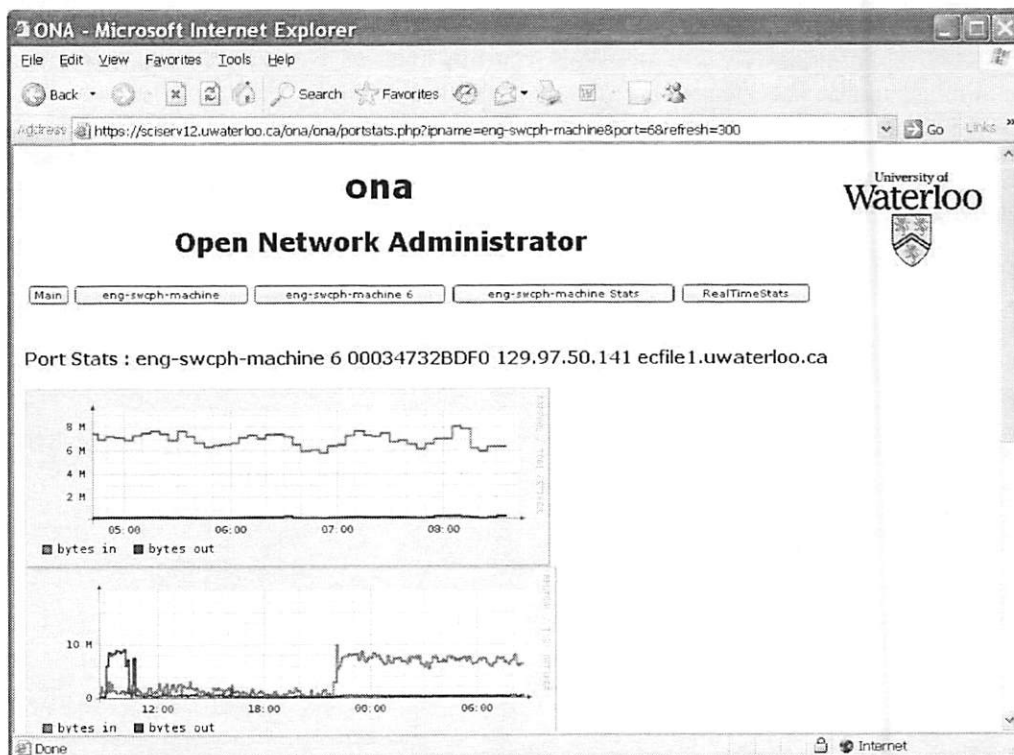 ONA - Microsoft Internet Explorer
File Edit View Favorites Tools Help
Back Search Favorites
Address https://sciserv12.uwaterloo.ca/ona/ona/portstats.php?ipname=eng-swcph-machine&port=6&refresh=300 Go Links »
University of
Waterloo
ona
Open Network Administrator
Main eng-swcph-machine eng-swcph-machine 6 eng-swcph-machine Stats RealTimeStats
Port Stats : eng-swcph-machine 6 00034732BDF0 129.97.50.141 ecfile1.uwaterloo.ca
8 M
6 M
4 M
2 M
05:00 06:00 07:00 08:00
bytes in bytes out
10 M
0
12:00 18:00 00:00 06:00
bytes in bytes out
Done Internet